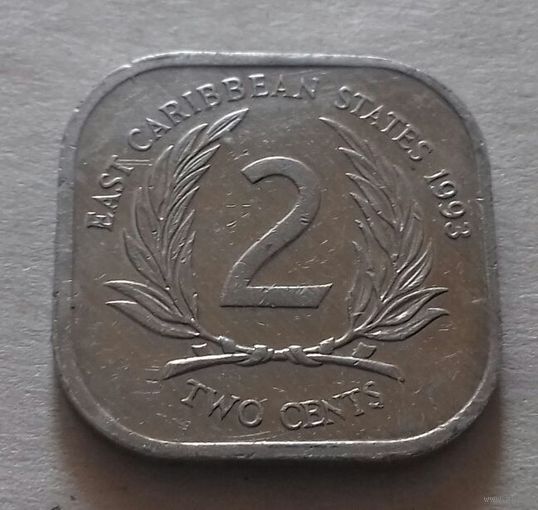 EAST CARIBBEAN STATES 1993
2
TWO CENTS